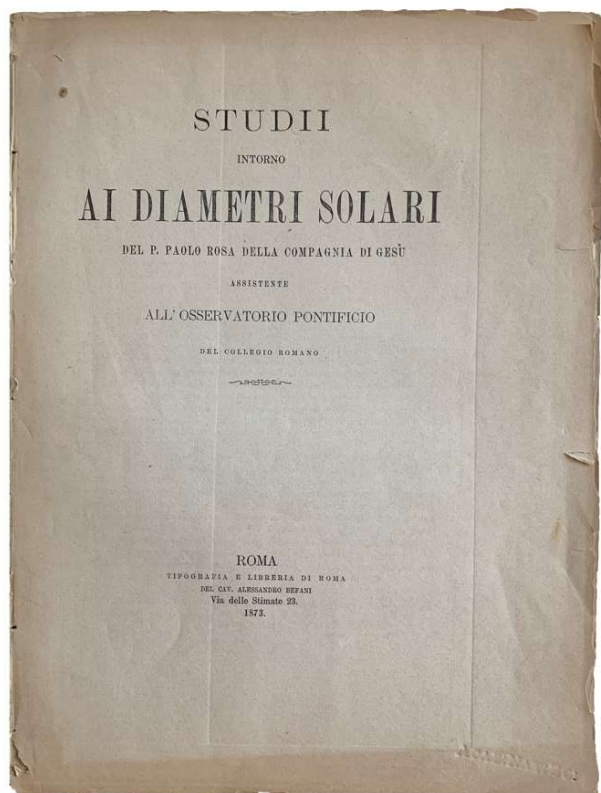 STUDII
INTORNO
AI DIAMETRI SOLARI
DEL P. PAOLO ROSA DELLA COMPAGNIA DI GESÙ
ASSISTENTE
ALL' OSSERVATORIO PONTIFICIO
DEL COLLEGIO ROMANO
ROMA
TIPOGRAFIA E LIBRERIA DI ROMA
DEL CAV. ALESSANDRO BEFANI
Via delle Stimate 23.
1873.